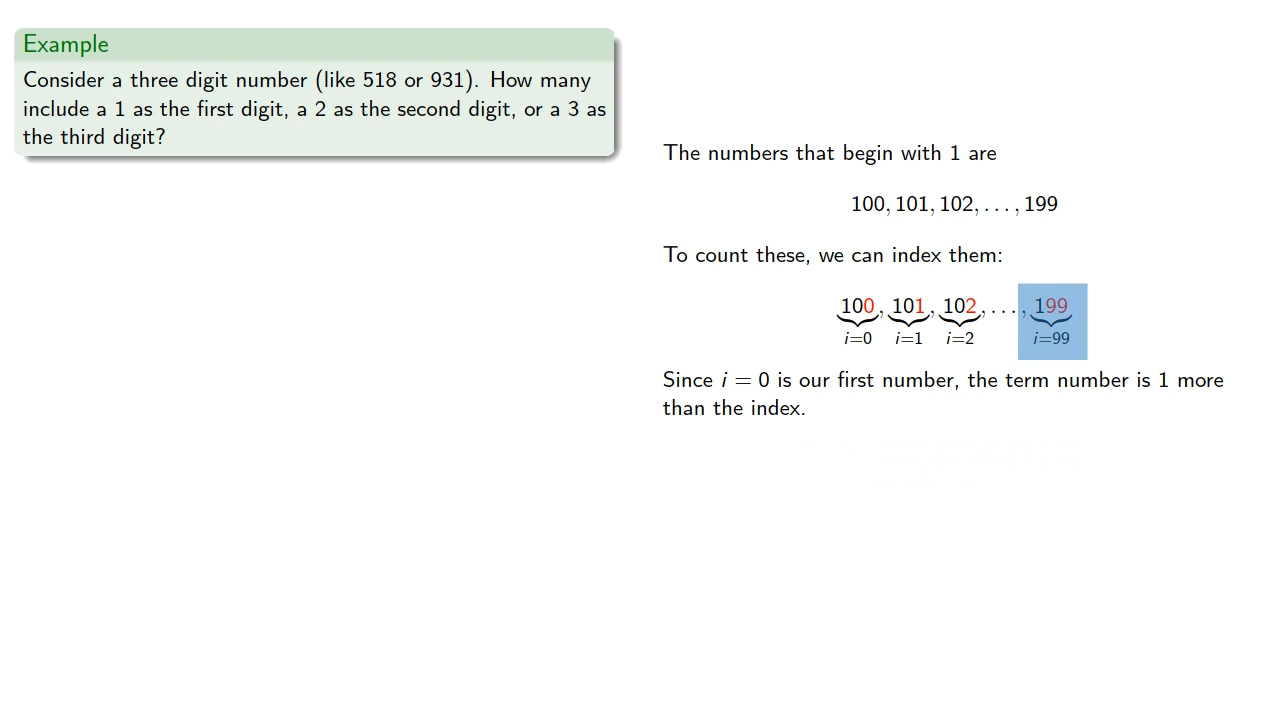 Example
Consider a three digit number (like 518 or 931). How many
include a 1 as the first digit, a 2 as the second digit, or a 3 as
the third digit?
The numbers that begin with 1 are
100, 101, 102, . . . , 199
To count these, we can index them:
100, 101, 102, . . . , 199
i=0 i=1 i=2 i=99
Since i = 0 is our first number, the term number is 1 more
than the index.